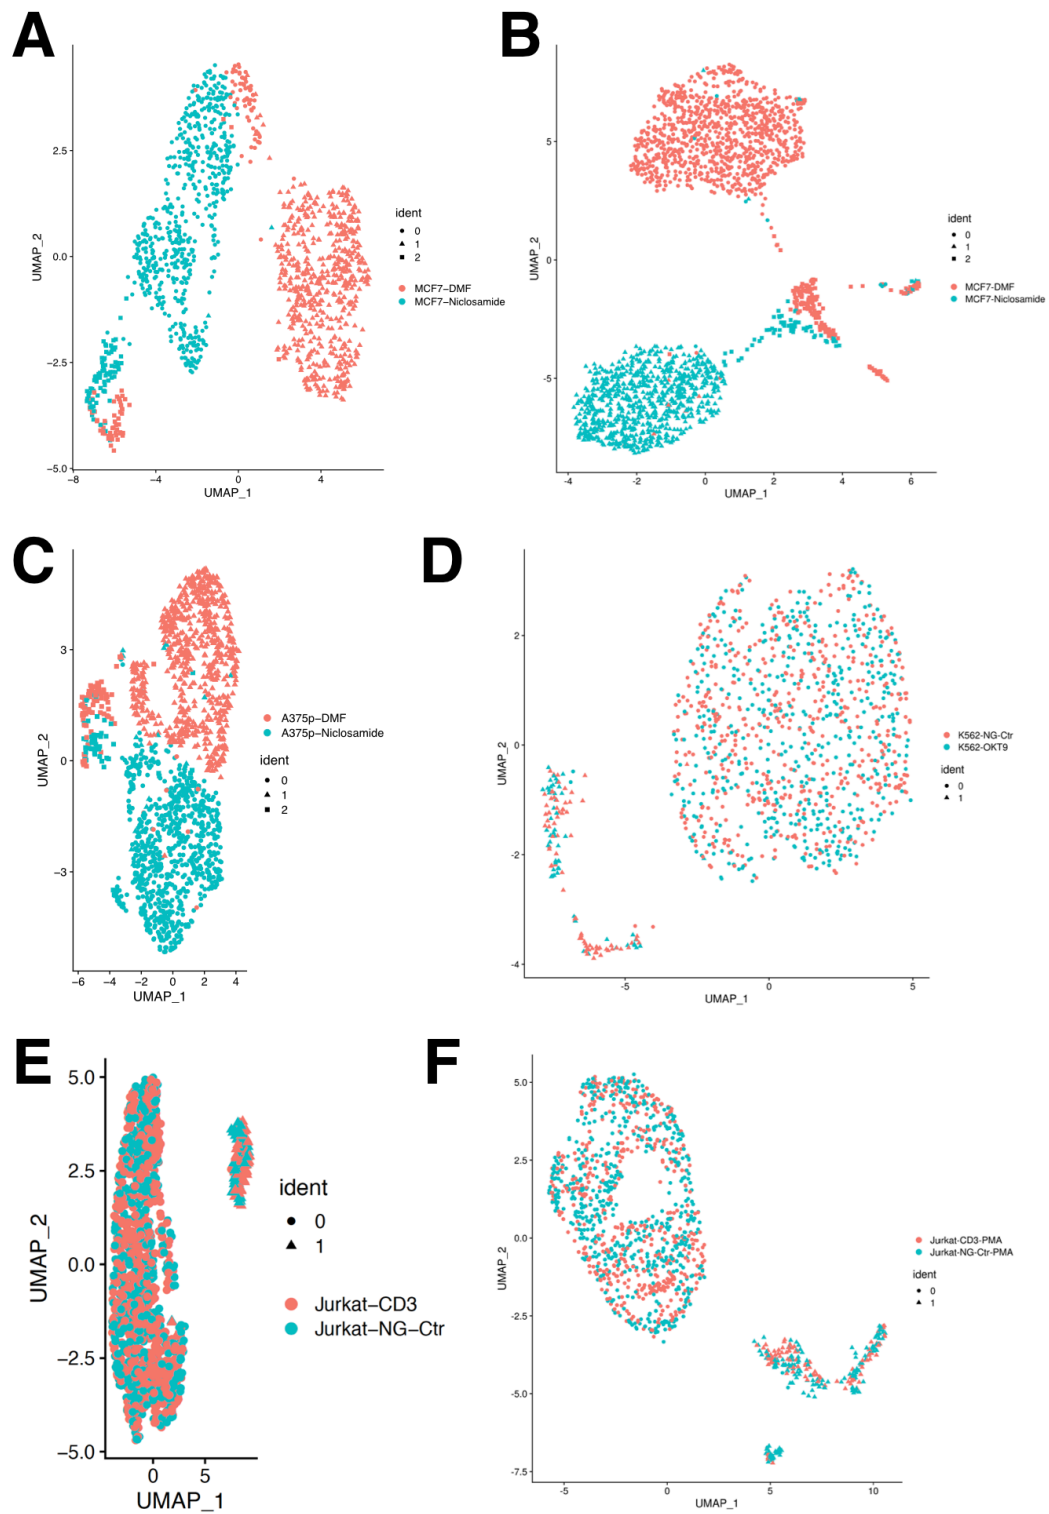 A
2.5
0.0
−2.5
−5.0
UMAP_2
−8
−4
0
4
UMAP_1
ident
0
1
2
MCF7−DMF
MCF7−Niclosamide
B
5
0
-5
UMAP_2
-4
-2
0
2
4
6
UMAP_1
ident
0
1
2
MCF7-DMF
MCF7-Niclosamide
C
3
0
−3
UMAP_2
−6
−4
−2
0
2
4
UMAP_1
A375p−DMF
A375p−Niclosamide
ident
0
1
2
D
2
0
-2
-4
UMAP_2
-5
0
5
UMAP_1
K562-NG-Ctr
K562-OKT9
ident
0
1
E
5.0
2.5
0.0
−2.5
−5.0
UMAP_2
0
5
UMAP_1
ident
0
1
Jurkat−CD3
Jurkat−NG−Ctr
F
5.0
2.5
0.0
-2.5
-5.0
-7.5
UMAP_2
-5
0
5
10
UMAP_1
Jurkat-CD3-PMA
Jurkat-NG-Ctr-PMA
ident
0
1